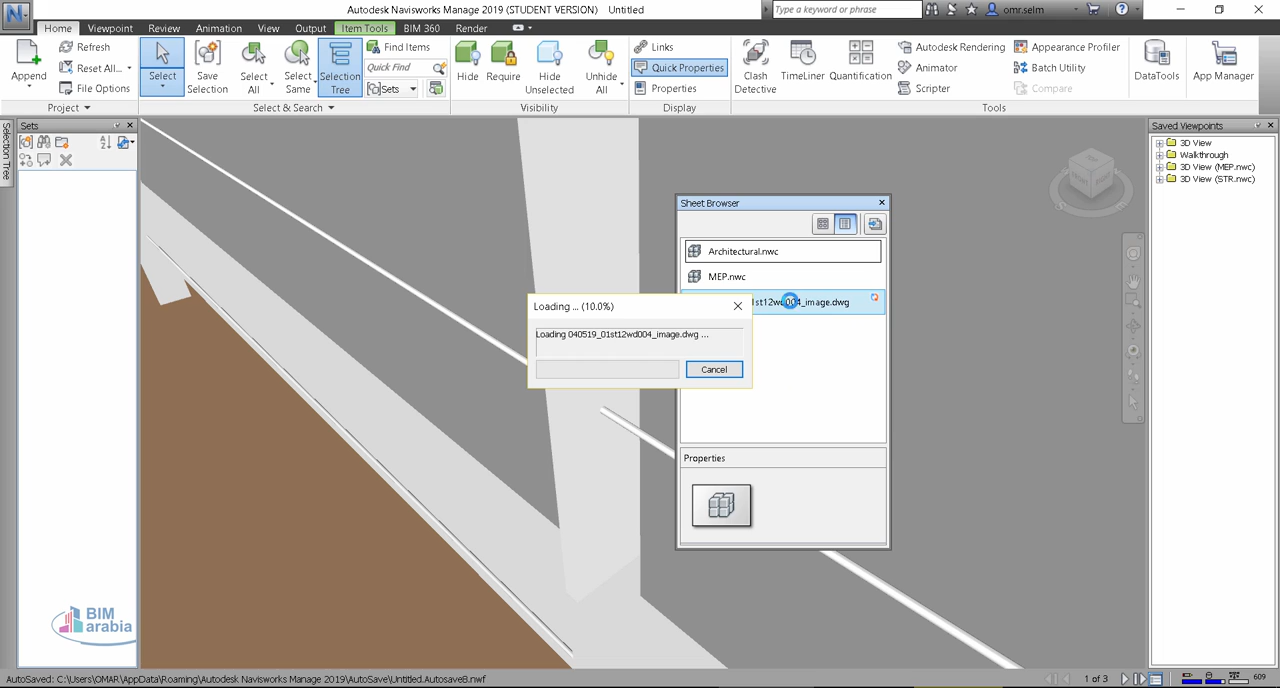 Autodesk Navisworks Manage 2019 (STUDENT VERSION) Untitled
Type a keyword or phrase
omr.selm
Home Viewpoint Review Animation View Output Item Tools BIM 360 Render
Append
Refresh
Reset All...
File Options
Project
Select
Save Selection
Select All
Select Same
Selection Tree
Find Items
Quick Find
Sets
Select & Search
Hide
Require
Hide Unselected
Unhide All
Visibility
Links
Quick Properties
Properties
Display
Clash Detective
TimeLiner
Quantification
Autodesk Rendering
Animator
Scripter
Appearance Profiler
Batch Utility
Compare
Tools
DataTools
App Manager
Selection Tree
Sets
Saved Viewpoints
3D View
Walkthrough
3D View (MEP.nwc)
3D View (STR.nwc)
Sheet Browser
Architectural.nwc
MEP.nwc
1st12wd004_image.dwg
Properties
Loading ... (10.0%)
Loading 040519_01st12wd004_image.dwg ...
Cancel
BIM
arabia
AutoSaved: C:\Users\OMAR\AppData\Roaming\Autodesk Navisworks Manage 2019\AutoSave\Untitled.Autosave8.nwf
1 of 3
609